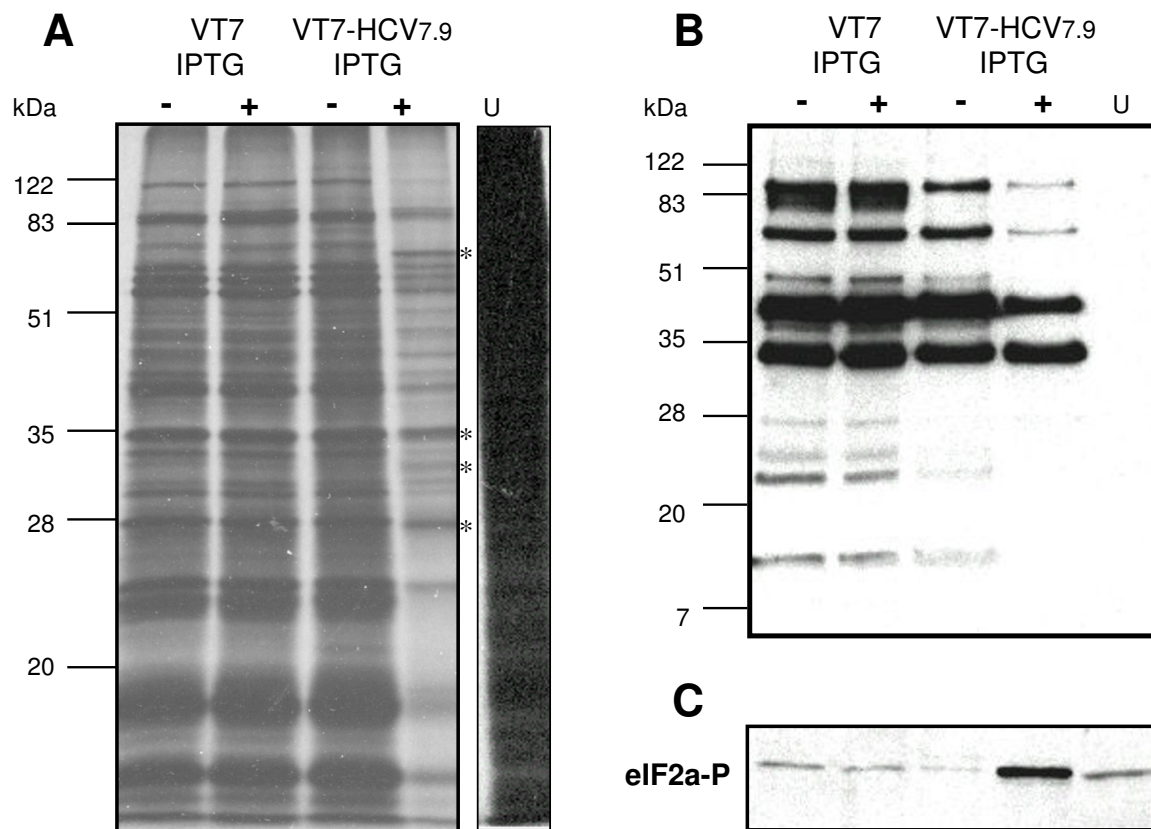 A
VT7 VT7-HCV7.9
IPTG IPTG
kDa - + - + U
122
83
*
51
35
*
*
28
*
20
B
VT7 VT7-HCV7.9
IPTG IPTG
kDa - + - + U
122
83
51
35
28
20
7
C
eIF2a-P